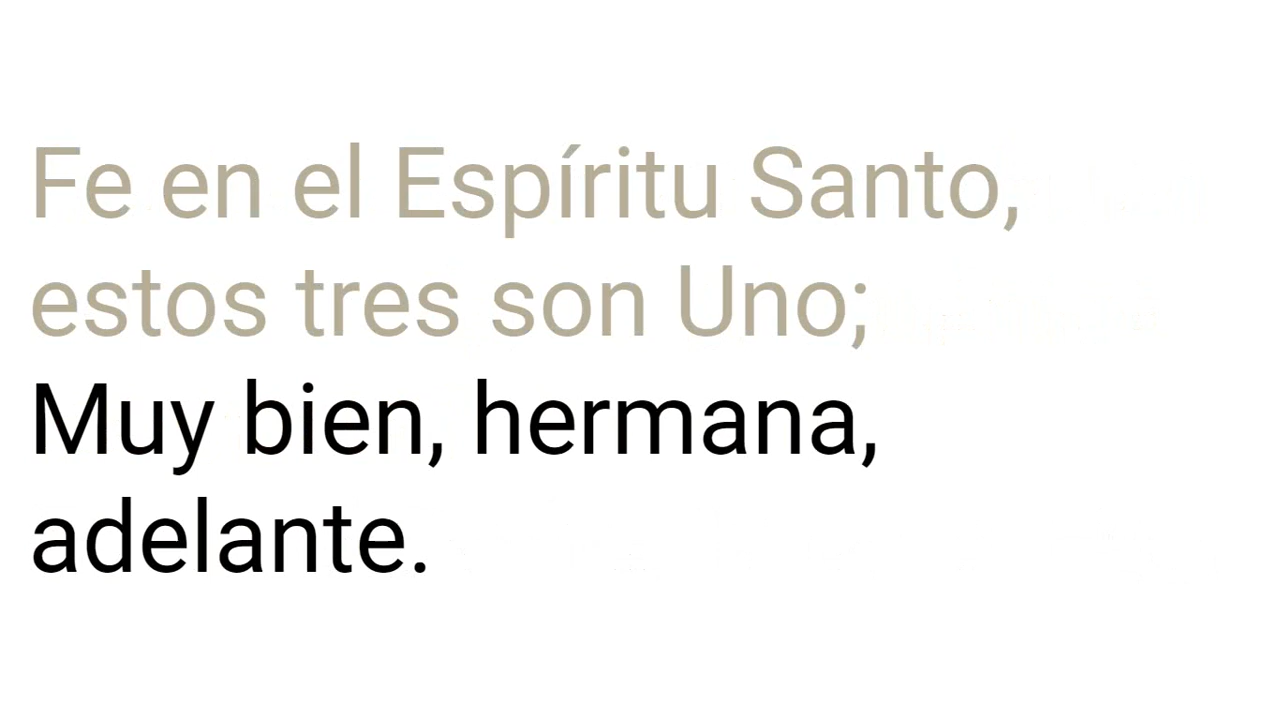 Fe en el Espíritu Santo,
estos tres son Uno;
Muy bien, hermana,
adelante.